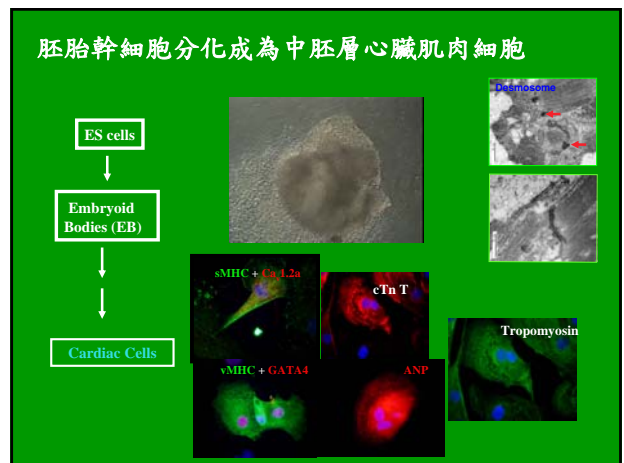 胚胎幹細胞分化成為中胚層心臟肌肉細胞
Desmosome
ES cells
Embryoid
Bodies (EB)
sMHC + Ca 1.2a
cTn T
Tropomyosin
Cardiac Cells
vMHC + GATA4
ANP